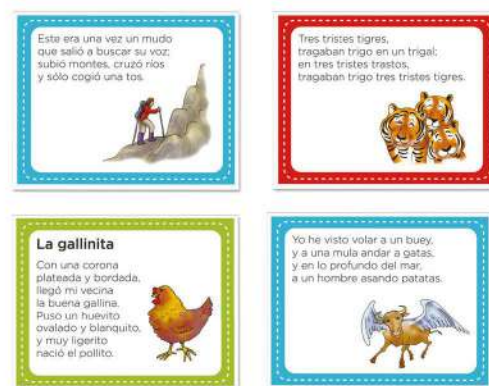 Este era una vez un mudo
que salió a buscar su voz;
subió montes, cruzó ríos
y sólo cogió una tos.
Tres tristes tigres,
tragaban trigo en un trigal;
en tres tristes trastos,
tragaban trigo tres tristes tigres.
La gallinita
Con una corona
plateada y bordada,
llegó mi vecina
la buena gallina.
Puso un huevito
ovalado y blanquito,
y muy ligerito
nació el pollito.
Yo he visto volar a un buey,
y a una mula andar a gatas,
y en lo profundo del mar,
a un hombre asando patatas.